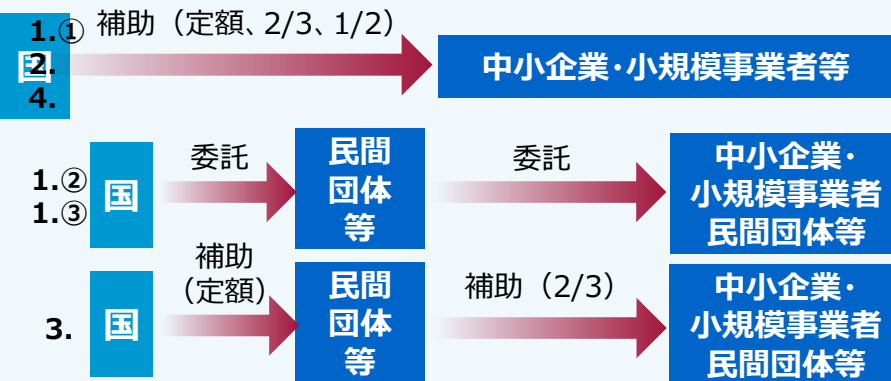 1.① 補助（定額、2/3、1/2）
2.
国
4.
中小企業・小規模事業者等
1.②
1.③
国
委託
民間
団体
等
委託
中小企業・
小規模事業者
民間団体等
3.
国
補助
（定額）
民間
団体
等
補助（2/3）
中小企業・
小規模事業者
民間団体等